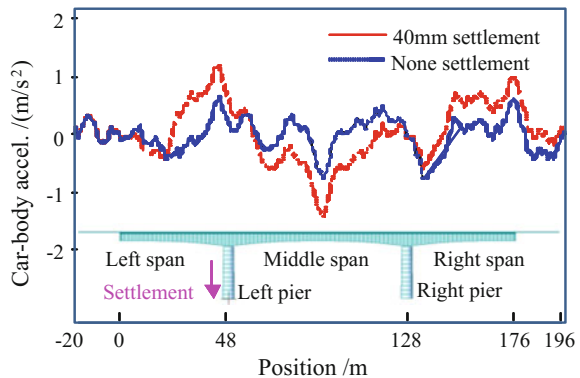 2
1
0
-1
-2
Car-body accel. /(m/s²)
40mm settlement
None settlement
Left span
Middle span
Right span
Settlement
Left pier
Right pier
-20
0
48
128
176
196
Position /m